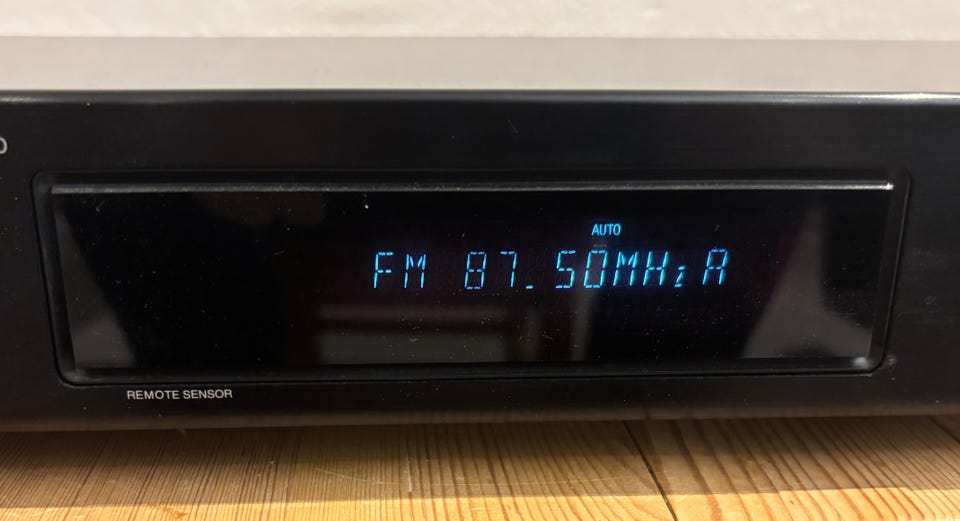 AUTO
FM 87.50MHz A
REMOTE SENSOR